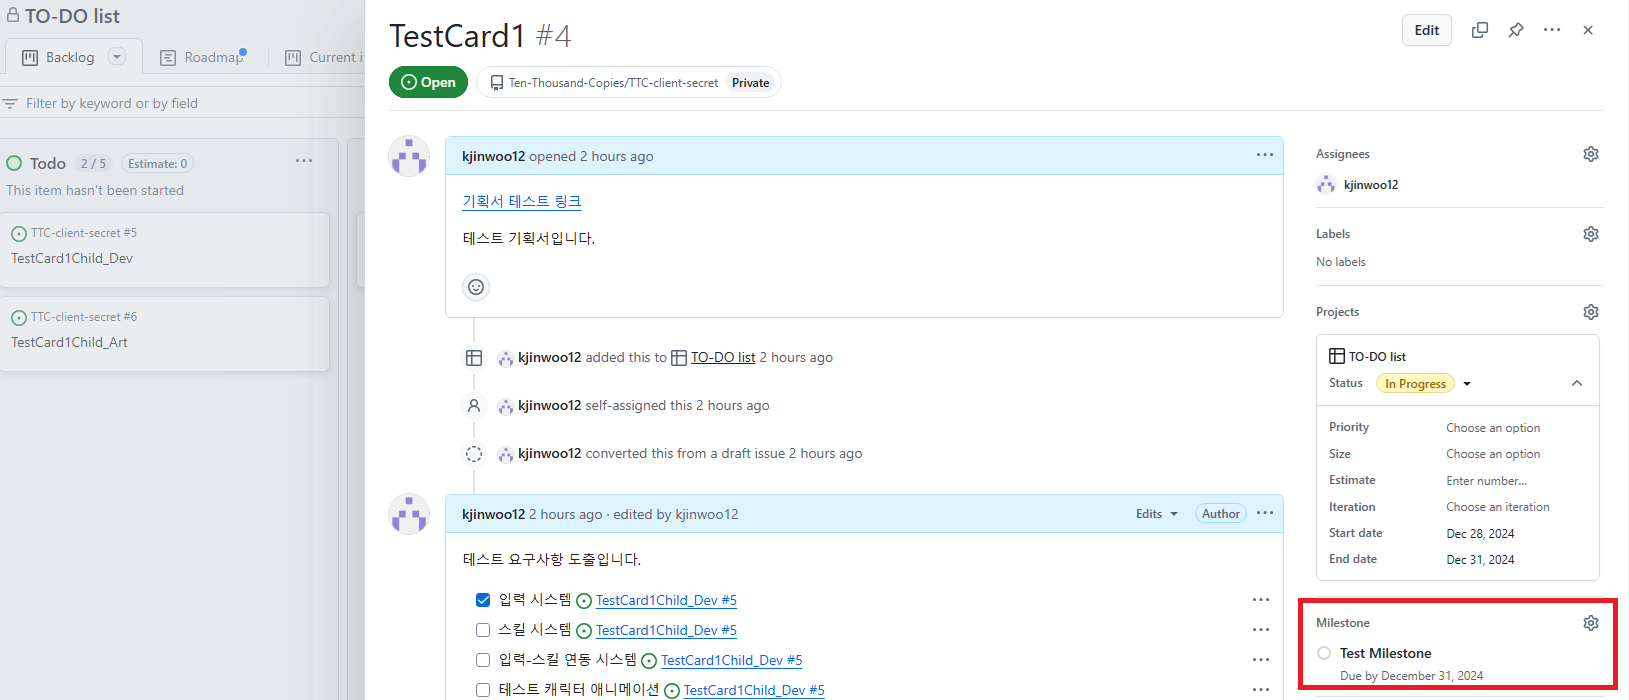 TO-DO list
Backlog
Roadmap
Current i
Filter by keyword or by field
Todo 2 / 5 Estimate: 0
This item hasn't been started
TTC-client-secret #5
TestCard1Child_Dev
TTC-client-secret #6
TestCard1Child_Art
TestCard1 #4
Edit
Open
Ten-Thousand-Copies/TTC-client-secret Private
kjinwoo12 opened 2 hours ago
기획서 테스트 링크
테스트 기획서입니다.
kjinwoo12 added this to TO-DO list 2 hours ago
kjinwoo12 self-assigned this 2 hours ago
kjinwoo12 converted this from a draft issue 2 hours ago
kjinwoo12 2 hours ago · edited by kjinwoo12 Edits Author
테스트 요구사항 도출입니다.
입력 시스템 TestCard1Child_Dev #5
스킬 시스템 TestCard1Child_Dev #5
입력-스킬 연동 시스템 TestCard1Child_Dev #5
테스트 캐릭터 애니메이션 TestCard1Child_Dev #5
Assignees
kjinwoo12
Labels
No labels
Projects
TO-DO list
Status In Progress
Priority Choose an option
Size Choose an option
Estimate Enter number...
Iteration Choose an iteration
Start date Dec 28, 2024
End date Dec 31, 2024
Milestone
Test Milestone
Due by December 31, 2024